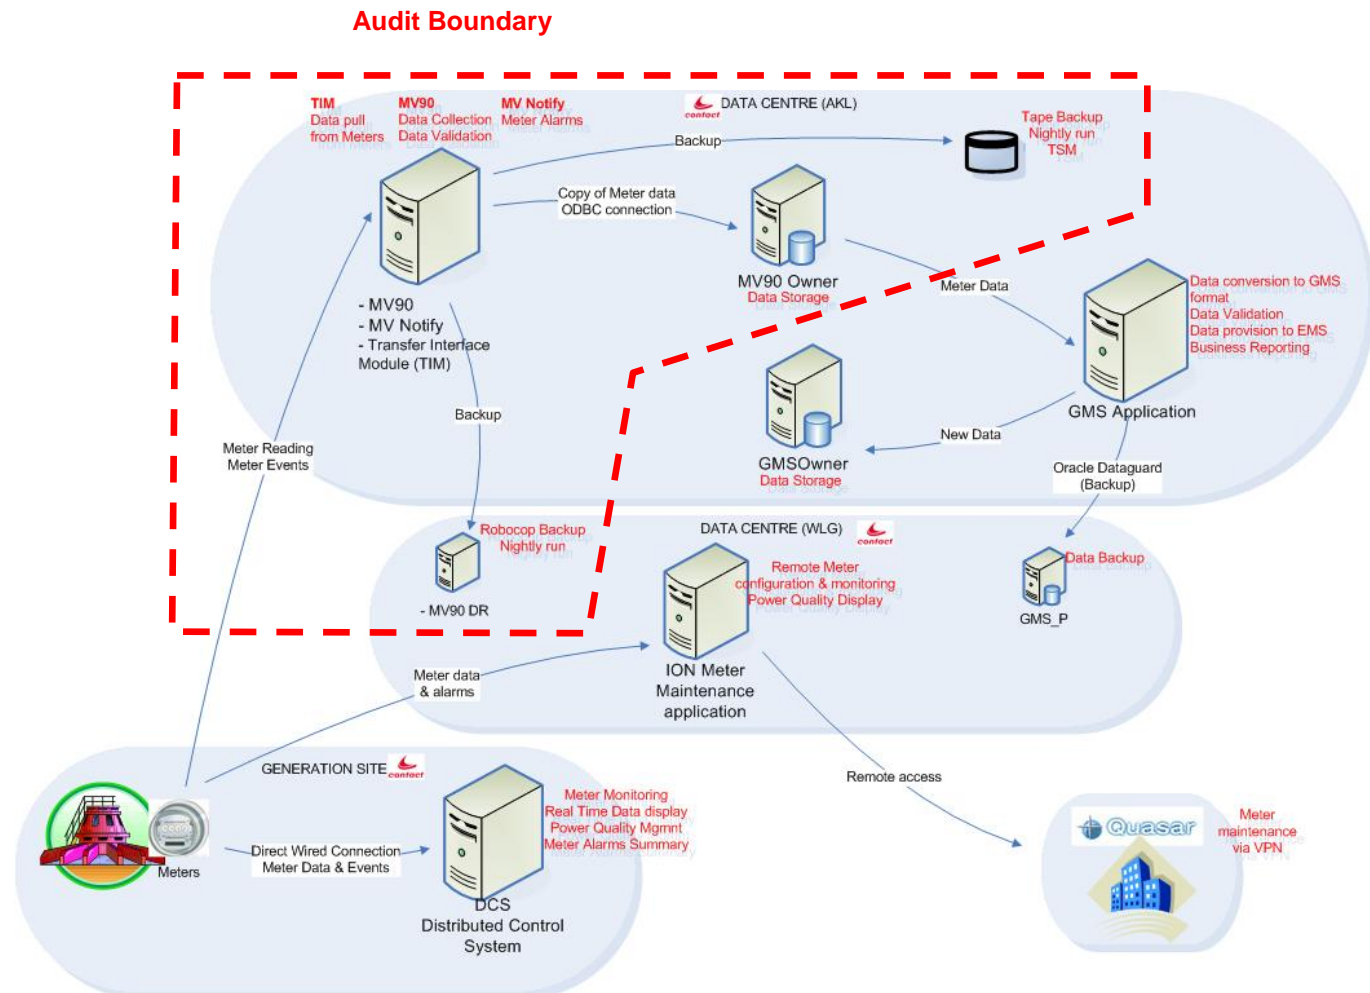 Audit Boundary
TIM
Data pull
from Meters
MV90
Data Collection
Data Validation
MV Notify
Meter Alarms
contact
DATA CENTRE (AKL)
Tape Backup
Nightly run
TSM
Backup
Copy of Meter data
ODBC connection
MV90 Owner
Data Storage
Meter Data
Data conversion to GMS
format
Data Validation
Data provision to EMS
Business Reporting
- MV90
- MV Notify
- Transfer Interface
Module (TIM)
GMS Application
Backup
New Data
GMSOwner
Data Storage
Meter Reading
Meter Events
Oracle Dataguard
(Backup)
DATA CENTRE (WLG)
contact
Robocop Backup
Nightly run
- MV90 DR
Remote Meter
configuration & monitoring
Power Quality Display
Data Backup
GMS_P
ION Meter
Maintenance
application
Meter data
& alarms
GENERATION SITE
contact
Remote access
Meter Monitoring
Real Time Data display
Power Quality Mgmnt
Meter Alarms Summary
Meters
Direct Wired Connection
Meter Data & Events
DCS
Distributed Control
System
Quasar
Meter
maintenance
via VPN